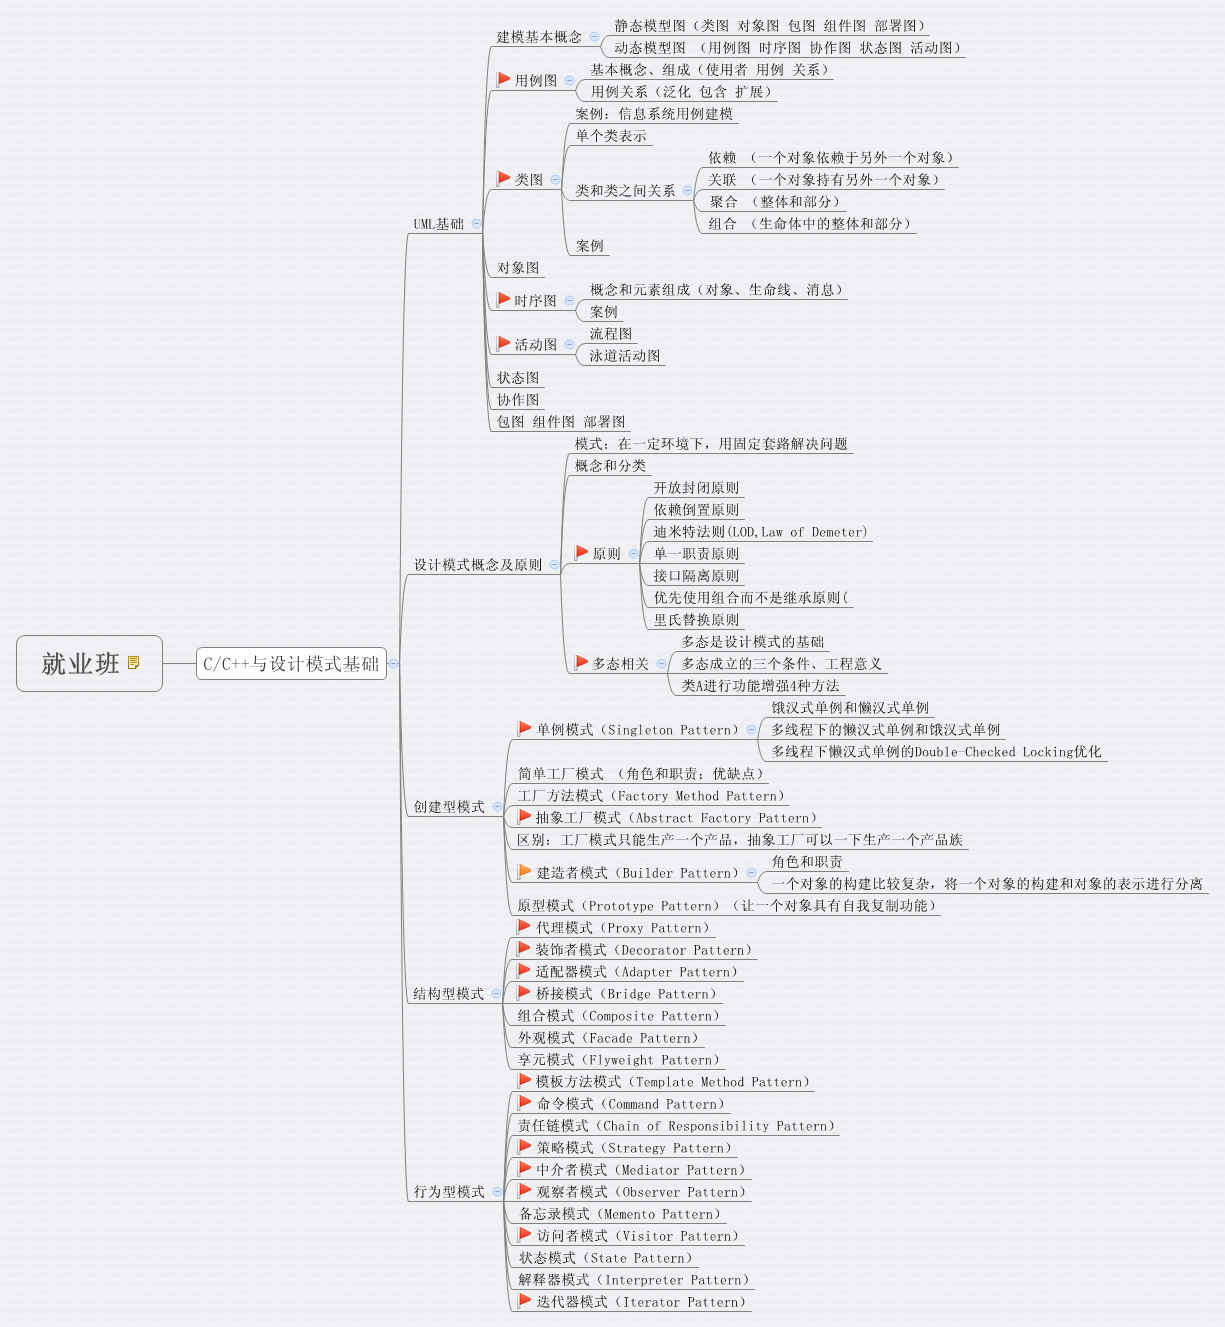 静态模型图（类图 对象图 包图 组件图 部署图）
建模基本概念
动态模型图 （用例图 时序图 协作图 状态图 活动图）
基本概念、组成（使用者 用例 关系）
用例图
用例关系（泛化 包含 扩展）
案例：信息系统用例建模
单个类表示
依赖 （一个对象依赖于另外一个对象）
类图
关联 （一个对象持有另外一个对象）
类和类之间关系
聚合 （整体和部分）
组合 （生命体中的整体和部分）
UML基础
案例
对象图
概念和元素组成（对象、生命线、消息）
时序图
案例
流程图
活动图
泳道活动图
状态图
协作图
包图 组件图 部署图
模式：在一定环境下，用固定套路解决问题
概念和分类
开放封闭原则
依赖倒置原则
迪米特法则(LOD,Law of Demeter)
原则
单一职责原则
设计模式概念及原则
接口隔离原则
优先使用组合而不是继承原则(
里氏替换原则
多态是设计模式的基础
多态相关
多态成立的三个条件、工程意义
类A进行功能增强4种方法
就业班
C/C++与设计模式基础
饿汉式单例和懒汉式单例
单例模式（Singleton Pattern）
多线程下的懒汉式单例和饿汉式单例
多线程下懒汉式单例的Double-Checked Locking优化
简单工厂模式 （角色和职责；优缺点）
工厂方法模式（Factory Method Pattern）
创建型模式
抽象工厂模式（Abstract Factory Pattern）
区别：工厂模式只能生产一个产品，抽象工厂可以一下生产一个产品族
角色和职责
建造者模式（Builder Pattern）
一个对象的构建比较复杂，将一个对象的构建和对象的表示进行分离
原型模式（Prototype Pattern）（让一个对象具有自我复制功能）
代理模式（Proxy Pattern）
装饰者模式（Decorator Pattern）
适配器模式（Adapter Pattern）
结构型模式
桥接模式（Bridge Pattern）
组合模式（Composite Pattern）
外观模式（Facade Pattern）
享元模式（Flyweight Pattern）
模板方法模式（Template Method Pattern）
命令模式（Command Pattern）
责任链模式（Chain of Responsibility Pattern）
策略模式（Strategy Pattern）
中介者模式（Mediator Pattern）
行为型模式
观察者模式（Observer Pattern）
备忘录模式（Memento Pattern）
访问者模式（Visitor Pattern）
状态模式（State Pattern）
解释器模式（Interpreter Pattern）
迭代器模式（Iterator Pattern）